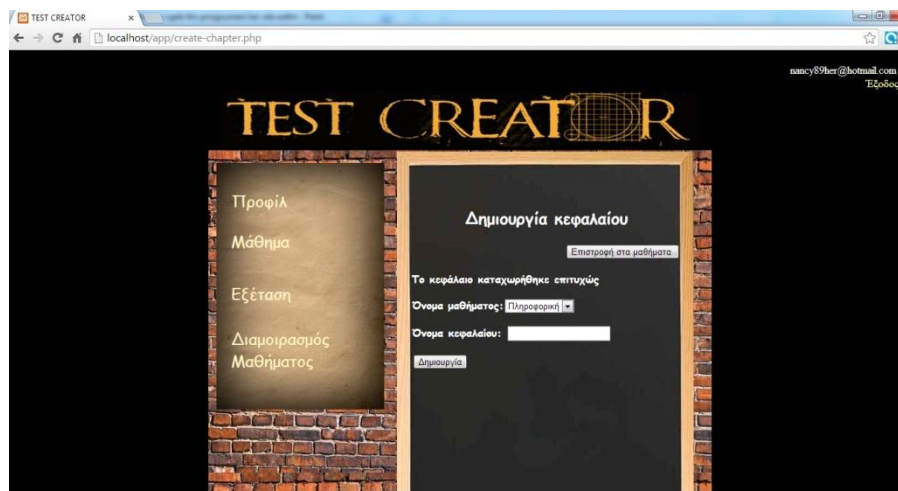 TEST CREATOR
localhost/app/create-chapter.php
nancy89her@hotmail.com
Έξοδος
TEST CREATOR
Προφίλ
Μάθημα
Εξέταση
Διαμοιρασμός
Μαθήματος
Δημιουργία κεφαλαίου
Επιστροφή στα μαθήματα
Το κεφάλαιο καταχωρήθηκε επιτυχώς
Όνομα μαθήματος: Πληροφορική
Όνομα κεφαλαίου:
Δημιουργία